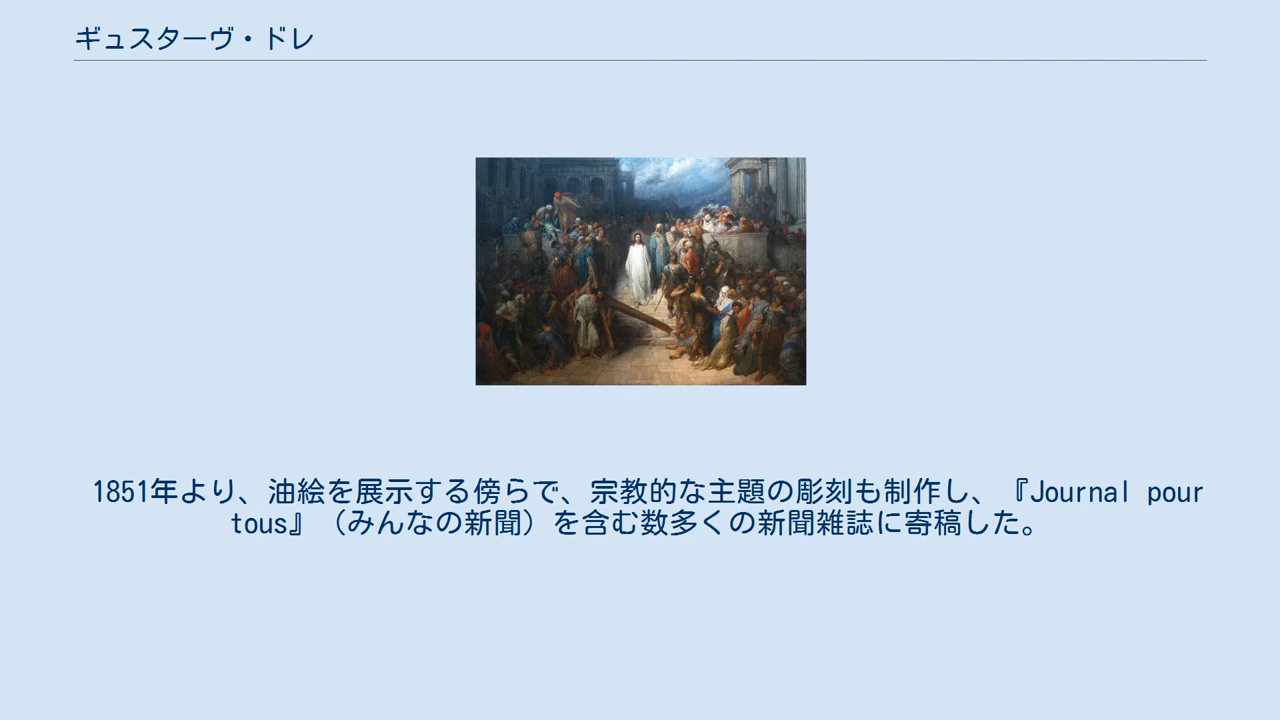 ギュスターヴ・ドレ
1851年より、油絵を展示する傍らで、宗教的な主題の彫刻も制作し、『Journal pour
tous』（みんなの新聞）を含む数多くの新聞雑誌に寄稿した。